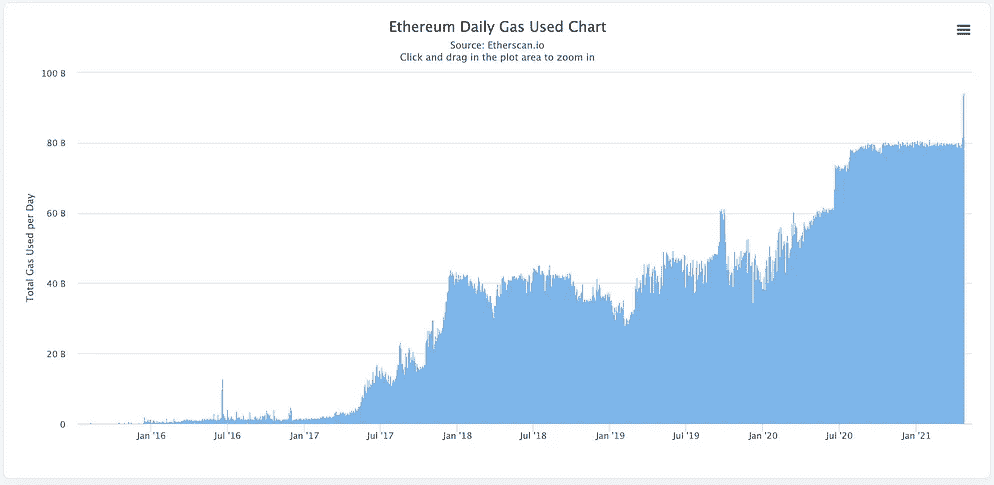 Ethereum Daily Gas Used Chart
Source: Etherscan.io
Click and drag in the plot area to zoom in
Total Gas Used per Day
100 B
80 B
60 B
40 B
20 B
0
Jan '16
Jul '16
Jan '17
Jul '17
Jan '18
Jul '18
Jan '19
Jul '19
Jan '20
Jul '20
Jan '21